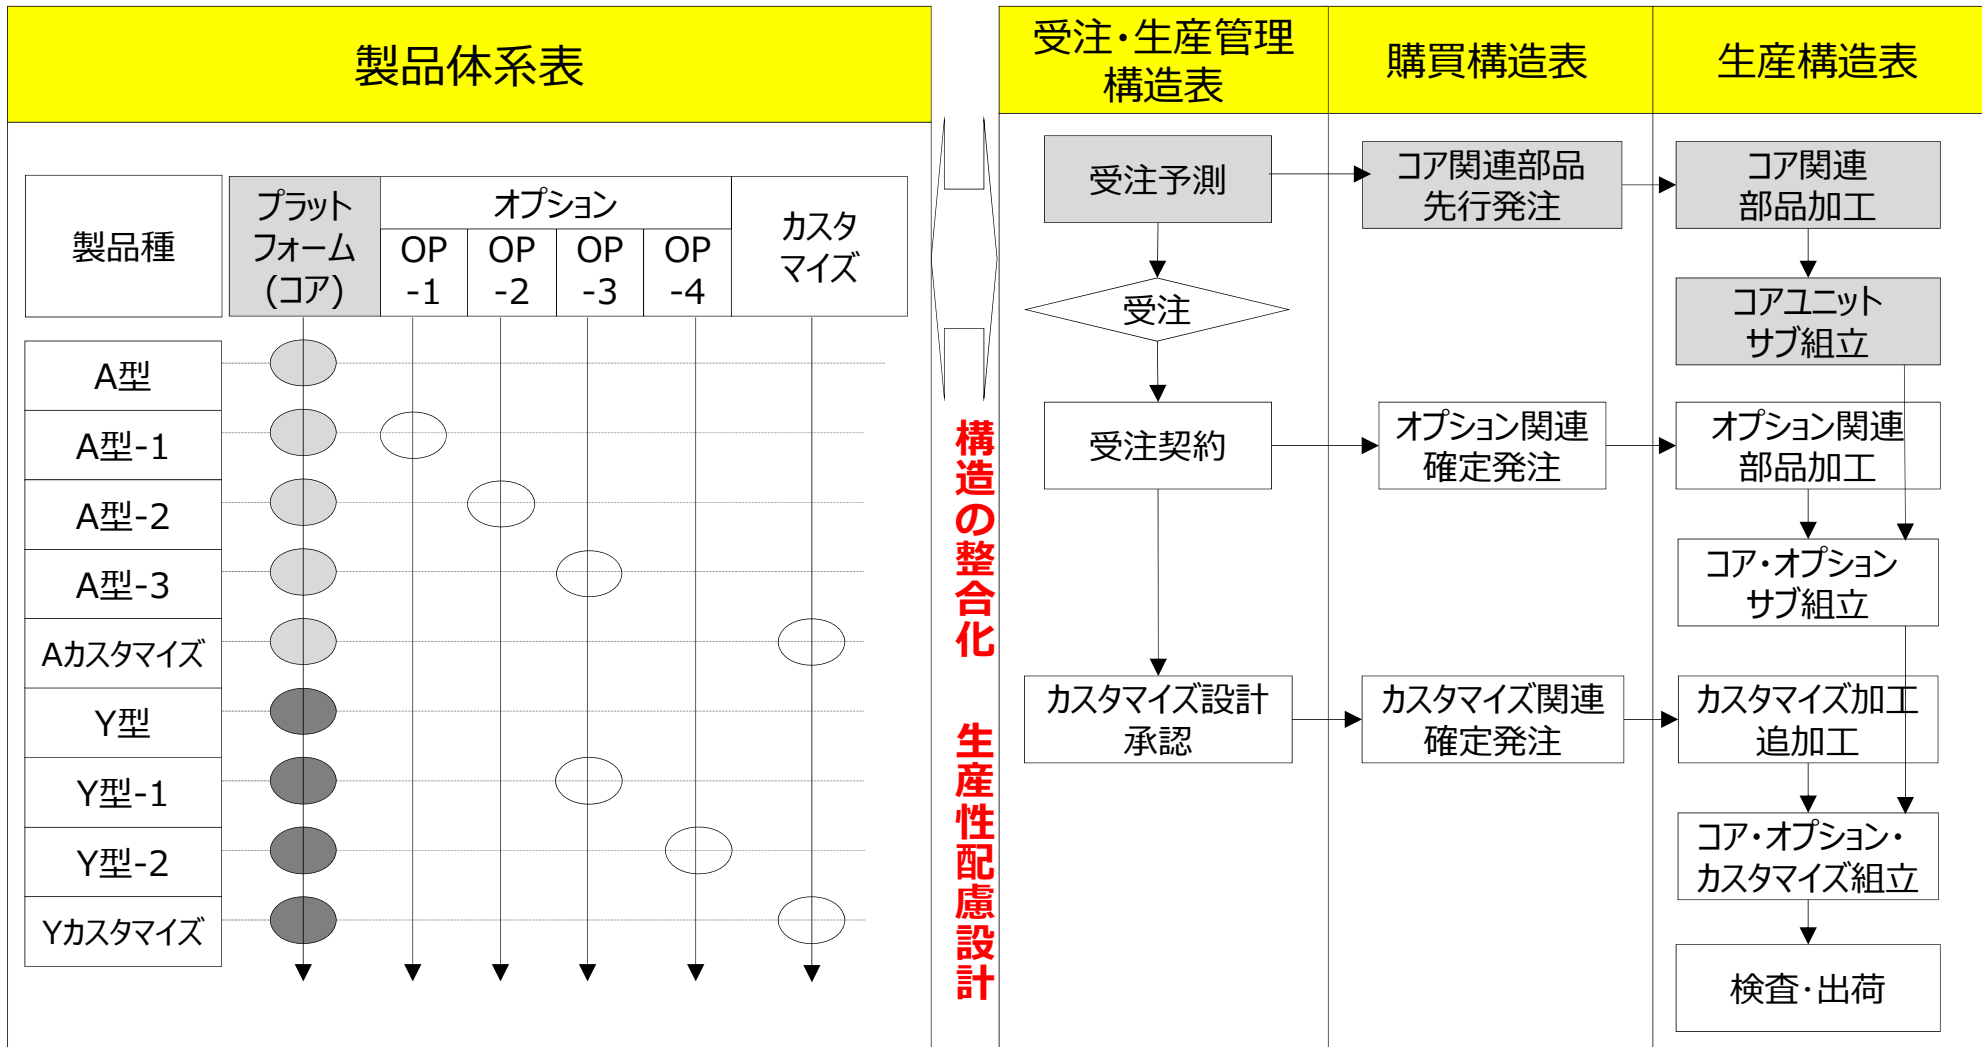 製品体系表
製品種
プラット
フォーム
(コア)
オプション
OP
-1
OP
-2
OP
-3
OP
-4
カスタ
マイズ
A型
A型-1
A型-2
A型-3
Aカスタマイズ
Y型
Y型-1
Y型-2
Yカスタマイズ
構造の整合化
生産性配慮設計
受注・生産管理
構造表
購買構造表
生産構造表
受注予測
コア関連部品
先行発注
コア関連
部品加工
受注
コアユニット
サブ組立
受注契約
オプション関連
確定発注
オプション関連
部品加工
コア・オプション
サブ組立
カスタマイズ設計
承認
カスタマイズ関連
確定発注
カスタマイズ加工
追加工
コア・オプション・
カスタマイズ組立
検査・出荷